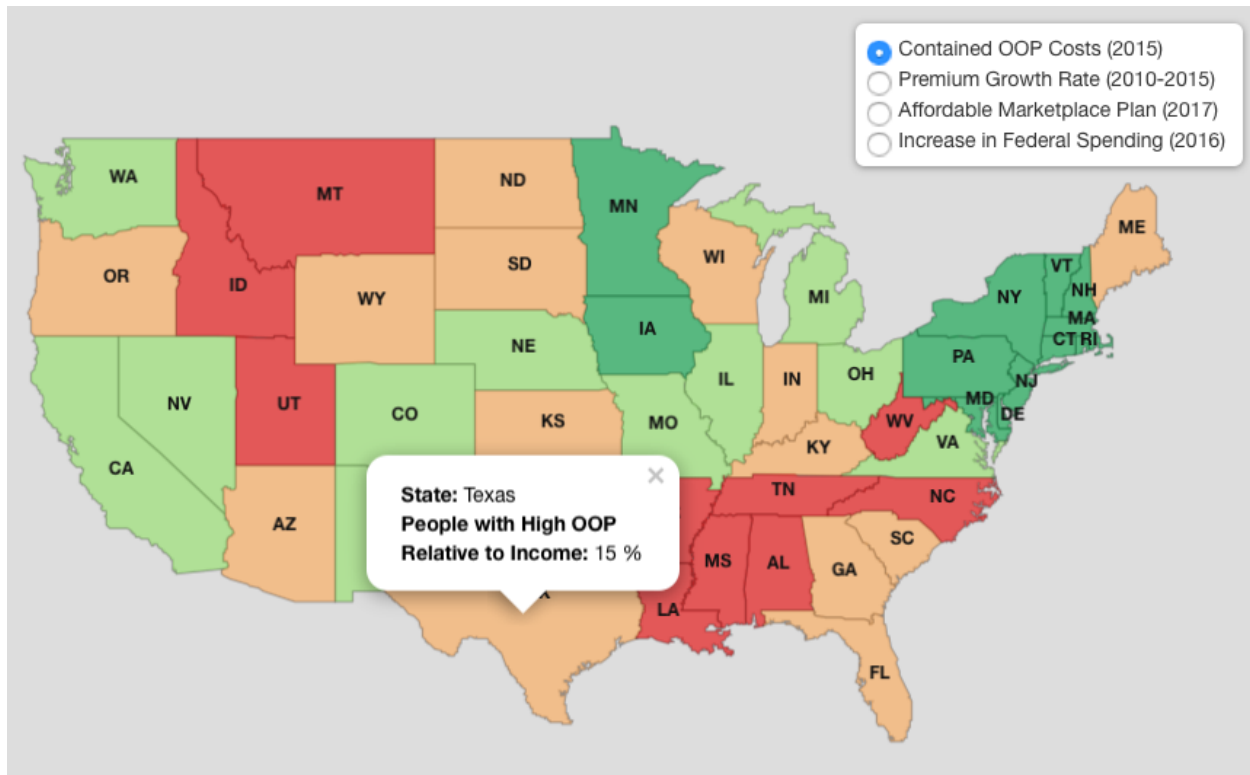 Contained OOP Costs (2015)
Premium Growth Rate (2010-2015)
Affordable Marketplace Plan (2017)
Increase in Federal Spending (2016)
WA
MT
ND
MN
ME
OR
ID
SD
WI
WY
MI
NY
VT
NH
MA
CT RI
IA
NE
PA
NJ
NV
UT
CO
IL
IN
OH
MD
DE
KS
MO
WV
VA
CA
KY
AZ
TN
NC
SC
MS
AL
GA
LA
FL
×
State: Texas
People with High OOP
Relative to Income: 15 %